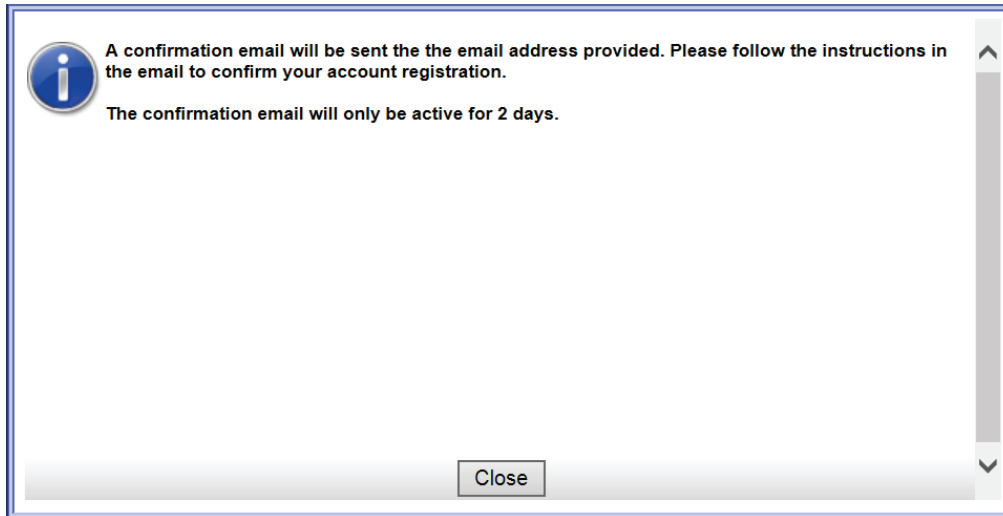 A confirmation email will be sent the the email address provided. Please follow the instructions in
the email to confirm your account registration.
The confirmation email will only be active for 2 days.
Close